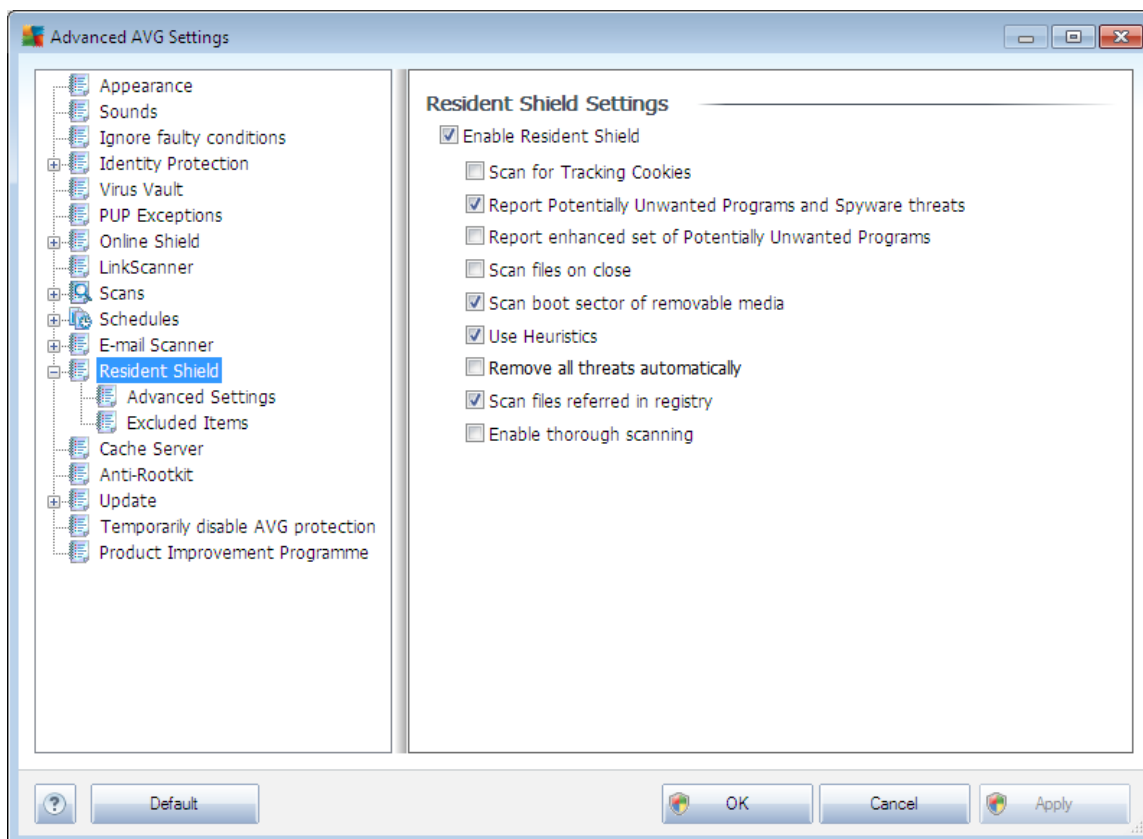 Advanced AVG Settings
Appearance
Sounds
Ignore faulty conditions
Identity Protection
Virus Vault
PUP Exceptions
Online Shield
LinkScanner
Scans
Schedules
E-mail Scanner
Resident Shield
Advanced Settings
Excluded Items
Cache Server
Anti-Rootkit
Update
Temporarily disable AVG protection
Product Improvement Programme
Resident Shield Settings
Enable Resident Shield
Scan for Tracking Cookies
Report Potentially Unwanted Programs and Spyware threats
Report enhanced set of Potentially Unwanted Programs
Scan files on close
Scan boot sector of removable media
Use Heuristics
Remove all threats automatically
Scan files referred in registry
Enable thorough scanning
?
Default
OK
Cancel
Apply